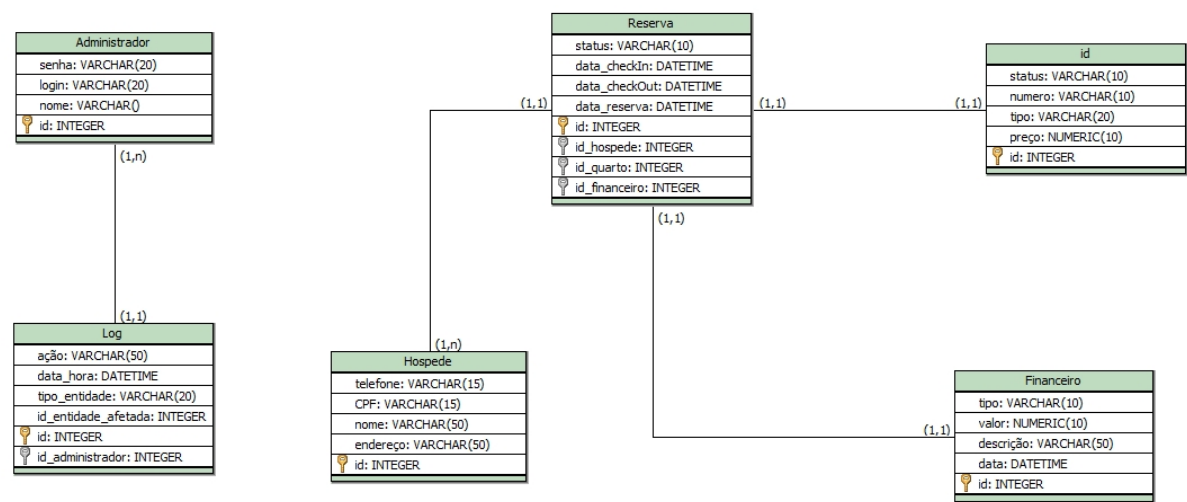 Administrador
senha: VARCHAR(20)
login: VARCHAR(20)
nome: VARCHAR()
id: INTEGER
(1,n)
(1,1)
Log
ação: VARCHAR(50)
data_hora: DATETIME
tipo_entidade: VARCHAR(20)
id_entidade_afetada: INTEGER
id: INTEGER
id_administrador: INTEGER
Reserva
status: VARCHAR(10)
data_checkIn: DATETIME
data_checkOut: DATETIME
data_reserva: DATETIME
id: INTEGER
id_hospede: INTEGER
id_quarto: INTEGER
id_financeiro: INTEGER
(1,1)
(1,1)
(1,1)
(1,1)
id
status: VARCHAR(10)
numero: VARCHAR(10)
tipo: VARCHAR(20)
preço: NUMERIC(10)
id: INTEGER
(1,n)
Hospede
telefone: VARCHAR(15)
CPF: VARCHAR(15)
nome: VARCHAR(50)
endereço: VARCHAR(50)
id: INTEGER
(1,1)
Financeiro
tipo: VARCHAR(10)
valor: NUMERIC(10)
descrição: VARCHAR(50)
data: DATETIME
id: INTEGER